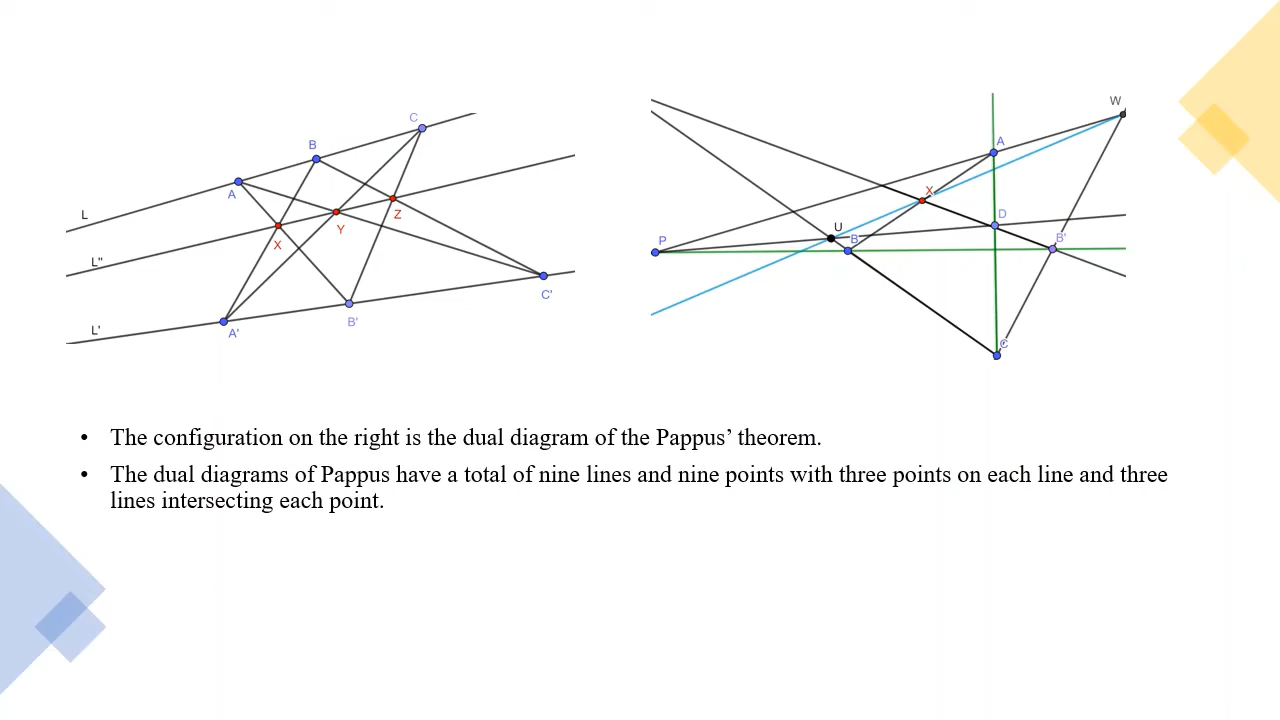 C
B
A
L
Z
Y
X
L"
C'
L'
A'
B'
W
A
X
D
U
B
B'
P
C
• The configuration on the right is the dual diagram of the Pappus’ theorem.
• The dual diagrams of Pappus have a total of nine lines and nine points with three points on each line and three
lines intersecting each point.